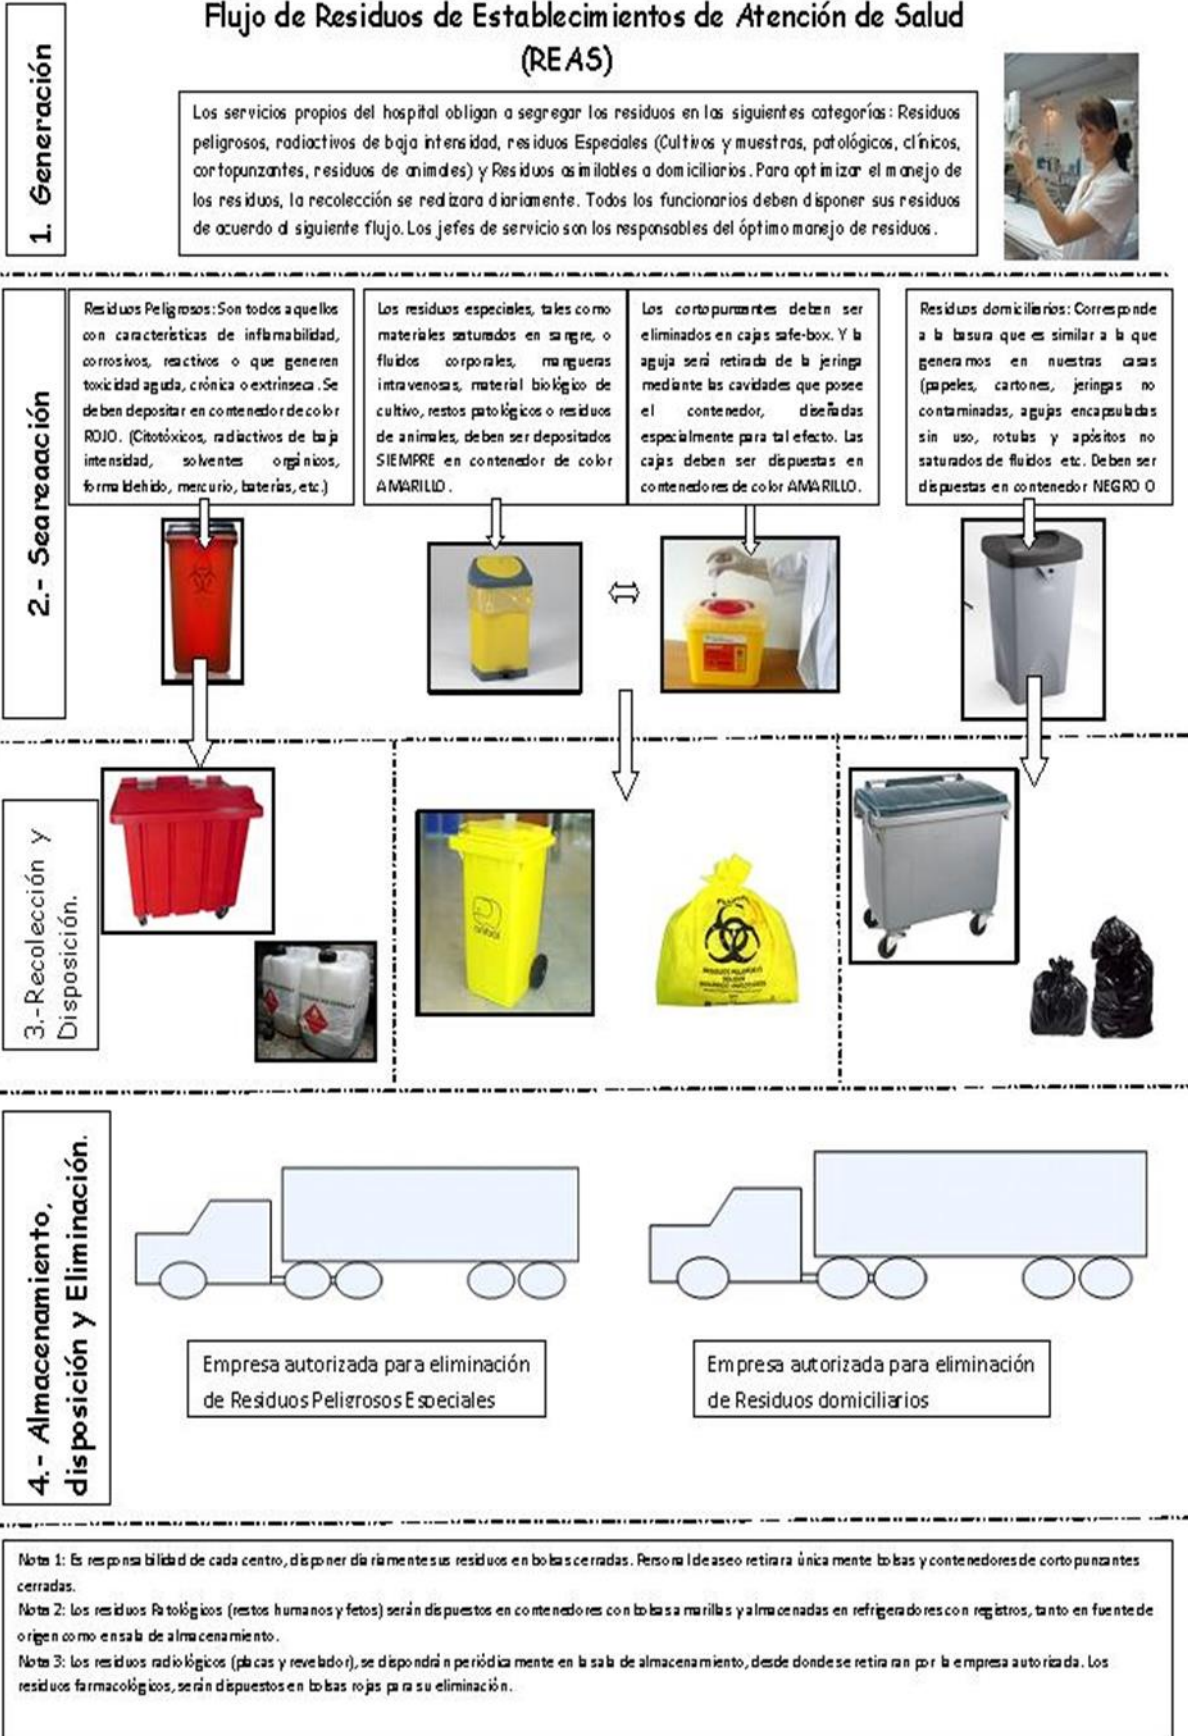 Flujo de Residuos de Establecimientos de Atención de Salud
(REAS)
1. Generación
Los servicios propios del hospital obligan a segregar los residuos en las siguientes categorías: Residuos
peligrosos, radiactivos de baja intensidad, residuos Especiales (Cultivos y muestras, patológicos, clínicos,
cortopunzantes, residuos de animales) y Residuos asimilables a domiciliarios. Para optimizar el manejo de
los residuos, la recolección se realizara diariamente. Todos los funcionarios deben disponer sus residuos
de acuerdo al siguiente flujo. Los jefes de servicio son los responsables del óptimo manejo de residuos.
2.- Seareación
Residuos Peligrosos: Son todos aquellos
con características de inflamabilidad,
corrosivos, reactivos o que generen
toxicidad aguda, crónica o extrínseca. Se
deben depositar en contenedor de color
ROJO. (Citotóxicos, radiactivos de baja
intensidad, solventes orgánicos,
formaldehido, mercurio, baterías, etc.)
Los residuos especiales, tales como
materiales saturados en sangre, o
fluidos corporales, mangueras
intravenosas, material biológico de
cultivo, restos patológicos o residuos
de animales, deben ser depositados
SIEMPRE en contenedor de color
AMARILLO.
Los cortopunzantes deben ser
eliminados en cajas safe-box. Y la
aguja será retirada de la jeringa
mediante las cavidades que posee
el contenedor, diseñadas
especialmente para tal efecto. Las
cajas deben ser dispuestas en
contenedores de color AMARILLO.
Residuos domiciliarios: Corresponde
a la basura que es similar a la que
generamos en nuestras casas
(papeles, cartones, jeringas no
contaminadas, agujas encapsuladas
sin uso, rotulas y apósitos no
saturados de fluidos etc. Deben ser
dispuestas en contenedor NEGRO O
3.-Recolección y
Disposición.
4.- Almacenamiento,
disposición y Eliminación.
Empresa autorizada para eliminación
de Residuos Peligrosos Especiales
Empresa autorizada para eliminación
de Residuos domiciliarios
Nota 1: Es responsabilidad de cada centro, disponer diariamente sus residuos en bolsas cerradas. Personal de aseo retirara únicamente bolsas y contenedores de corto punzantes
cerradas.
Nota 2: Los residuos Patológicos (restos humanos y fetos) serán dispuestos en contenedores con bolsas amarillas y almacenadas en refrigeradores con registros, tanto en fuente de
origen como en sala de almacenamiento.
Nota 3: Los residuos radiológicos (placas y revelador), se dispondrán periódicamente en la sala de almacenamiento, desde donde se retiraran por la empresa autorizada. Los
residuos farmacológicos, serán dispuestos en bolsas rojas para su eliminación.